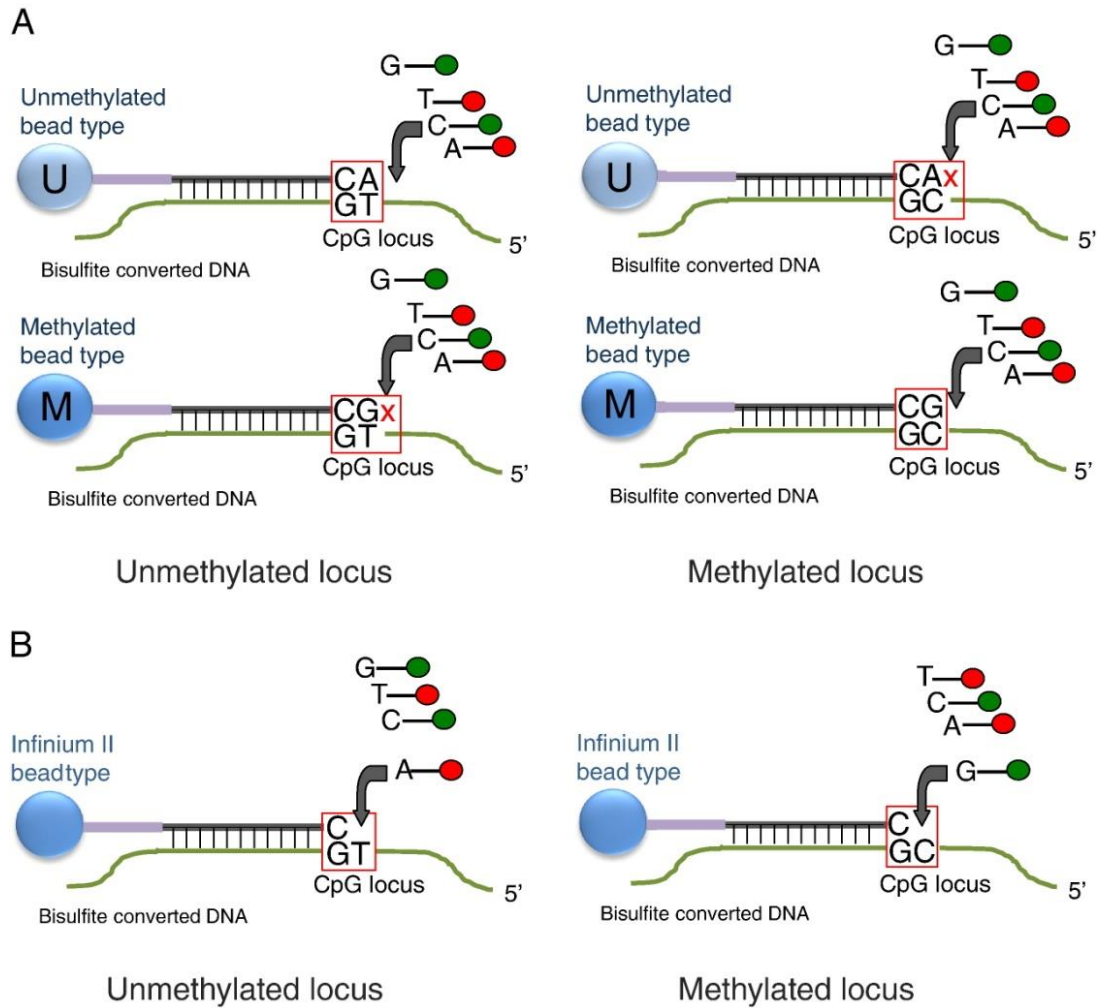 A
Unmethylated
bead type
U
G
T
C
A
CA
GT
CpG locus
5’
Bisulfite converted DNA
Unmethylated
bead type
U
G
T
C
A
CAx
GC
CpG locus
5’
Bisulfite converted DNA
Methylated
bead type
M
G
T
C
A
CGx
GT
CpG locus
5’
Bisulfite converted DNA
Methylated
bead type
M
G
T
C
A
CG
GC
CpG locus
5’
Bisulfite converted DNA
Unmethylated locus
Methylated locus
B
Infinium II
beadtype
G
T
C
A
C
GT
CpG locus
5’
Bisulfite converted DNA
Infinium II
bead type
T
C
A
G
C
GC
CpG locus
5’
Bisulfite converted DNA
Unmethylated locus
Methylated locus